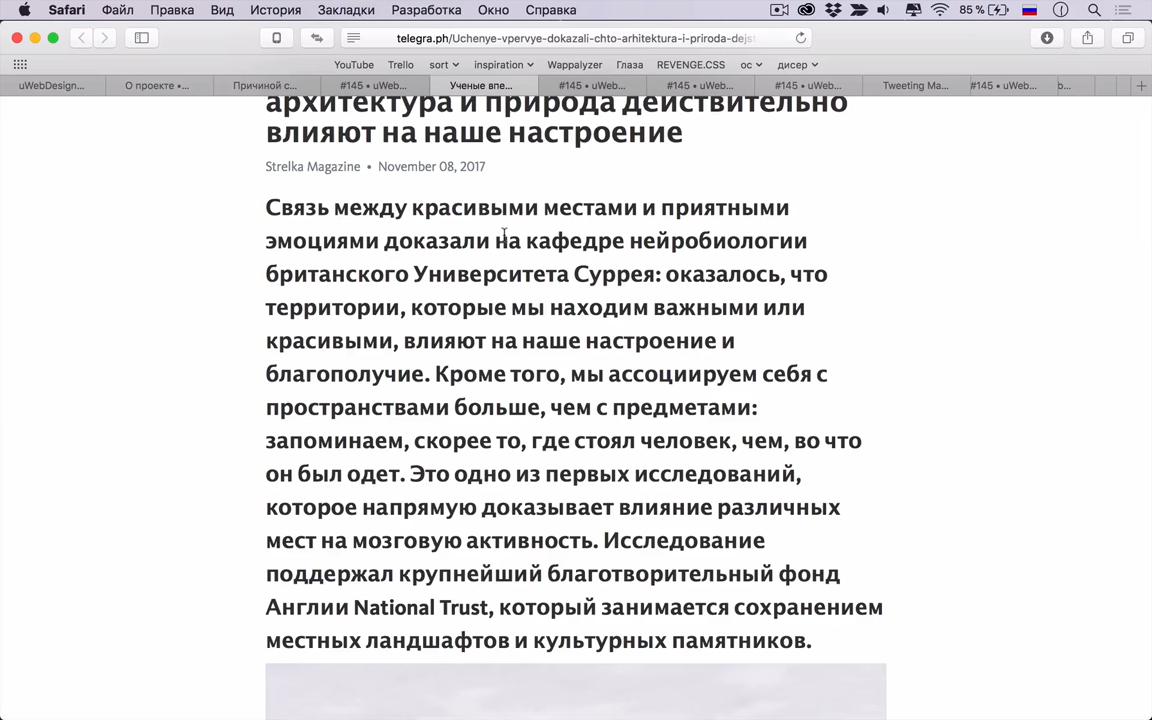 Safari Файл Правка Вид История Закладки Разработка Окно Справка 85 %
telegra.ph/Uchenye-vpervye-dokazali-chto-arhitektura-i-priroda-dejst
YouTube Trello sort inspiration Wappalyzer Глаза REVENGE.CSS ос дисер
uWebDesign... О проекте •... Причиной с... #145 • uWeb... Ученые впе... #145 • uWeb... #145 • uWeb... #145 • uWeb... Tweeting Ma... #145 • uWeb... b...
архитектура и природа действительно
влияют на наше настроение
Strelka Magazine • November 08, 2017
Связь между красивыми местами и приятными
эмоциями доказали на кафедре нейробиологии
британского Университета Суррея: оказалось, что
территории, которые мы находим важными или
красивыми, влияют на наше настроение и
благополучие. Кроме того, мы ассоциируем себя с
пространствами больше, чем с предметами:
запоминаем, скорее то, где стоял человек, чем, во что
он был одет. Это одно из первых исследований,
которое напрямую доказывает влияние различных
мест на мозговую активность. Исследование
поддержал крупнейший благотворительный фонд
Англии National Trust, который занимается сохранением
местных ландшафтов и культурных памятников.